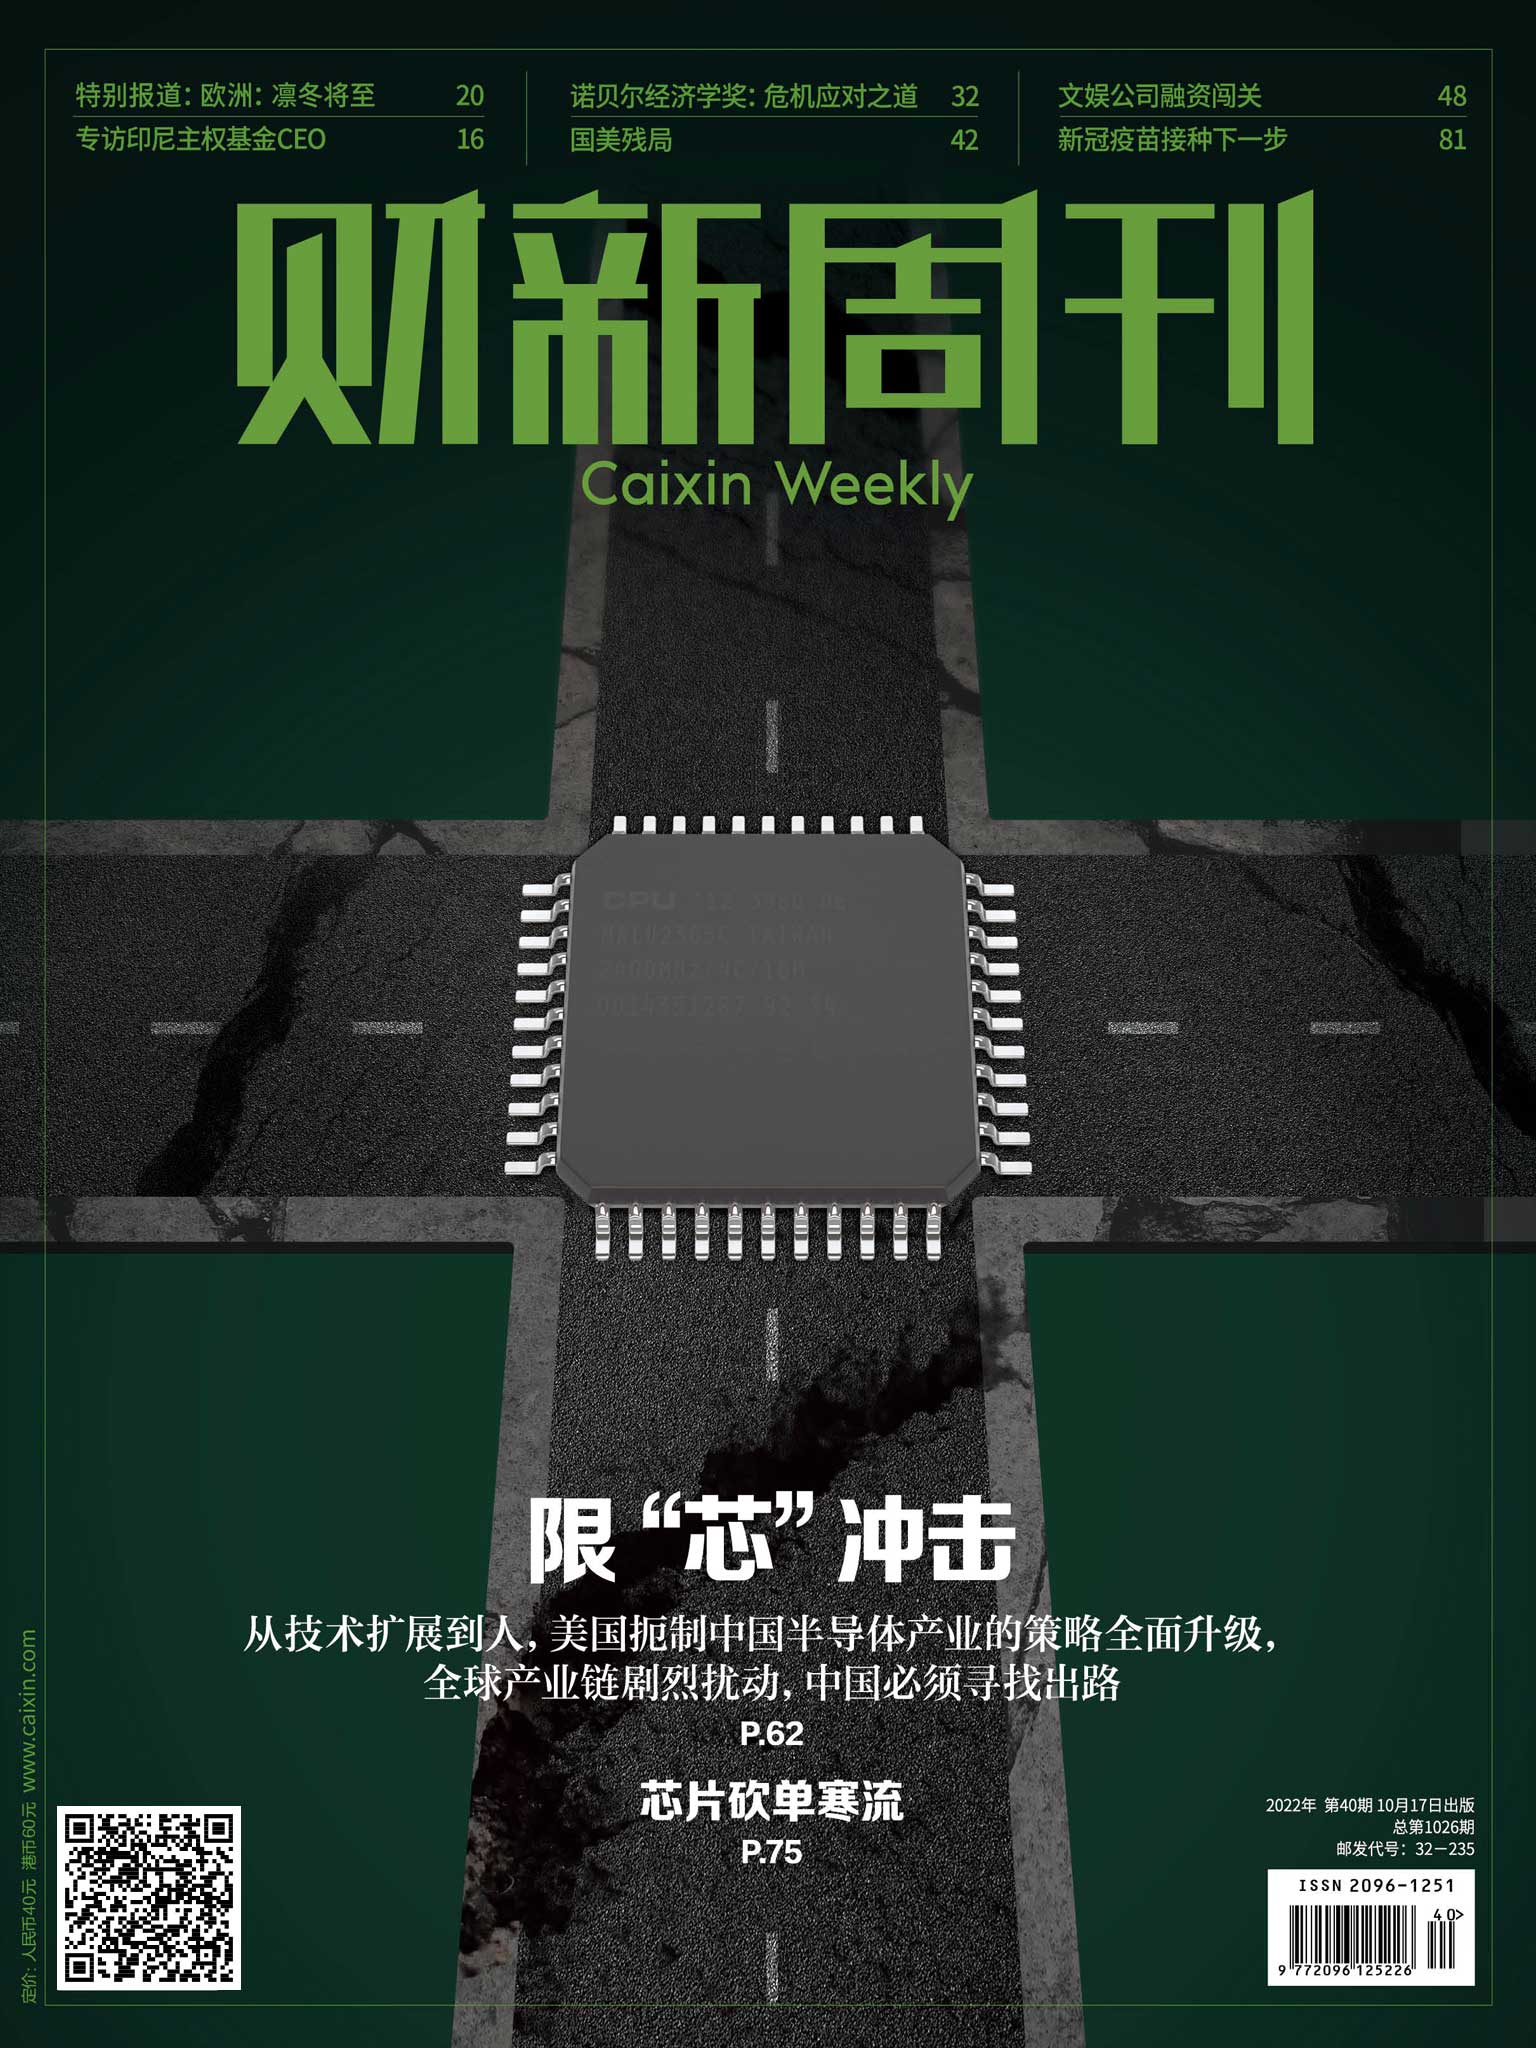 特别报道：欧洲：凛冬将至 20
专访印尼主权基金CEO 16
诺贝尔经济学奖：危机应对之道 32
国美残局 42
文娱公司融资闯关 48
新冠疫苗接种下一步 81
财新周刊
Caixin Weekly
CPU
限“芯”冲击
从技术扩展到人，美国扼制中国半导体产业的策略全面升级，
全球产业链剧烈扰动，中国必须寻找出路
P.62
芯片砍单寒流
P.75
定价：人民币40元 港币60元 www.caixin.com
2022年 第40期 10月17日出版
总第1026期
邮发代号：32－235
ISSN 2096-1251
40>
9 772096 125226